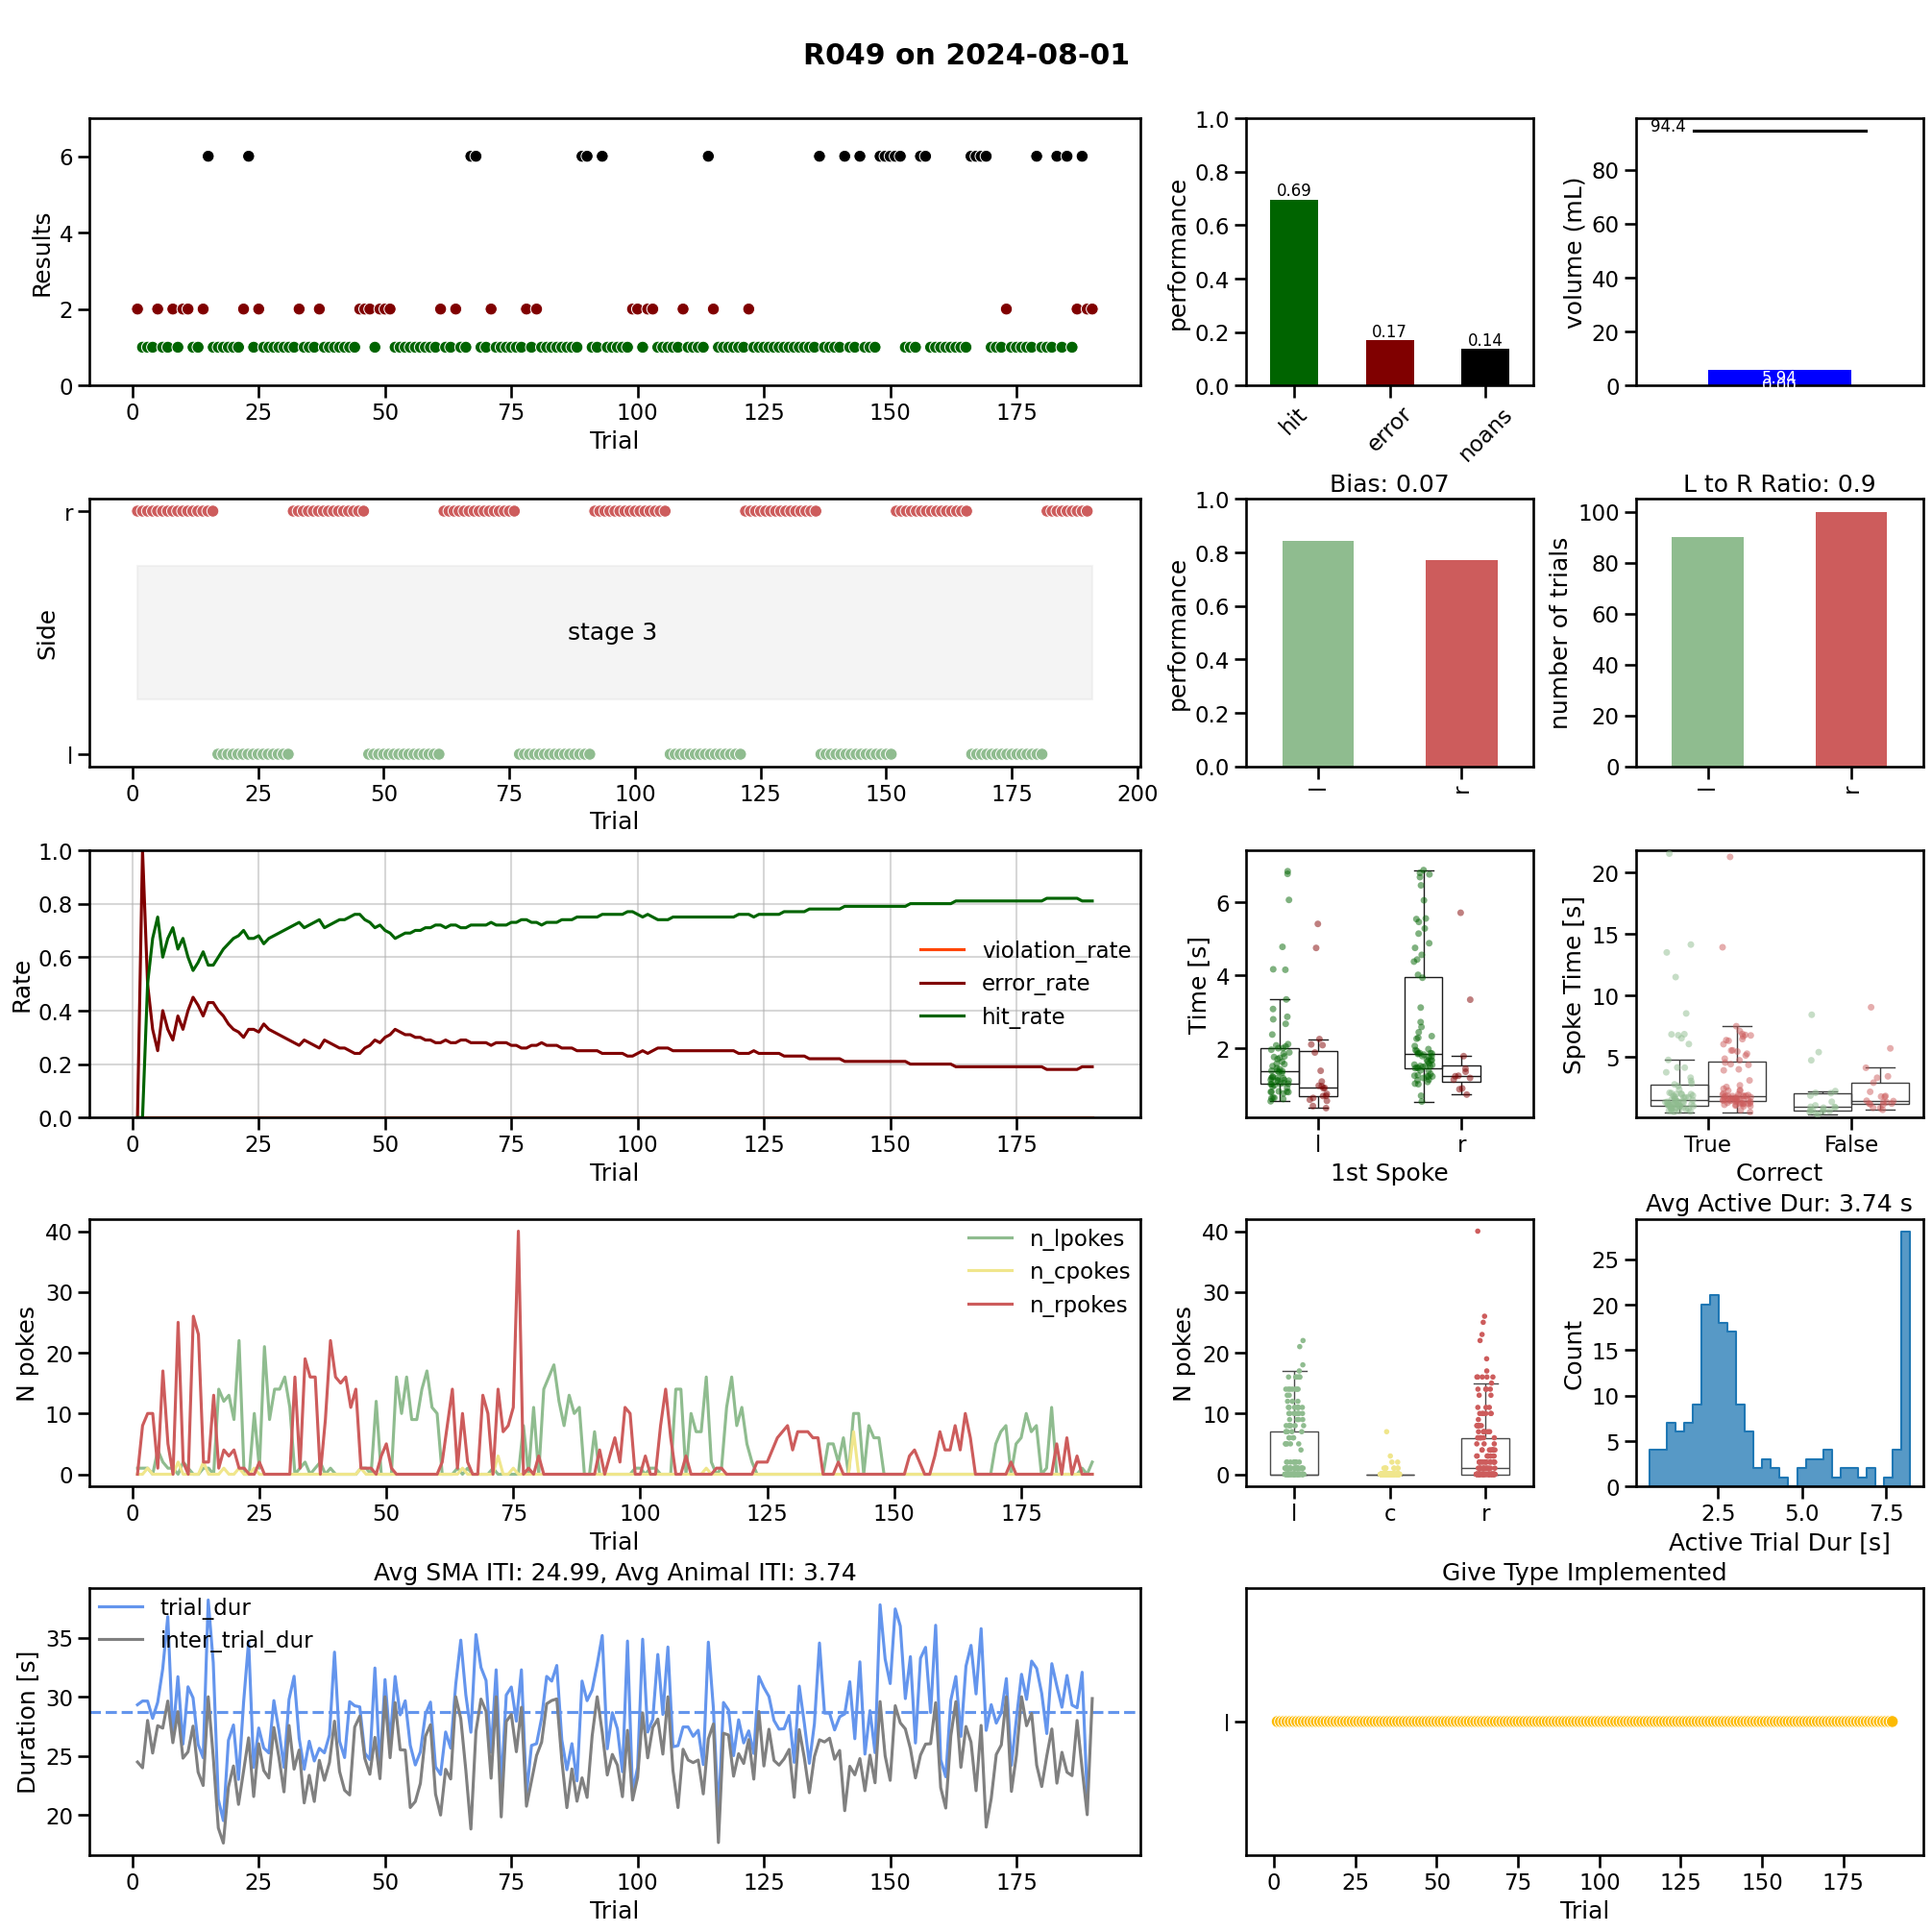 R049 on 2024-08-01
Results
6
4
2
0
0 25 50 75 100 125 150 175
Trial
performance
1.0
0.8
0.6
0.4
0.2
0.0
0.69
0.17
0.14
hit error noans
volume (mL)
94.4
80
60
40
20
0
5.94
0.00
Side
r
stage 3
l
0 25 50 75 100 125 150 175 200
Trial
Bias: 0.07
performance
1.0
0.8
0.6
0.4
0.2
0.0
l r
L to R Ratio: 0.9
number of trials
100
80
60
40
20
0
l r
Rate
1.0
0.8
0.6
0.4
0.2
0.0
violation_rate
error_rate
hit_rate
0 25 50 75 100 125 150 175
Trial
Time [s]
6
4
2
l r
1st Spoke
Spoke Time [s]
20
15
10
5
True False
Correct
N pokes
40
30
20
10
0
n_lpokes
n_cpokes
n_rpokes
0 25 50 75 100 125 150 175
Trial
N pokes
40
30
20
10
0
l c r
Avg Active Dur: 3.74 s
Count
25
20
15
10
5
0
2.5 5.0 7.5
Active Trial Dur [s]
Avg SMA ITI: 24.99, Avg Animal ITI: 3.74
Duration [s]
35
30
25
20
trial_dur
inter_trial_dur
0 25 50 75 100 125 150 175
Trial
Give Type Implemented
l
0 25 50 75 100 125 150 175
Trial